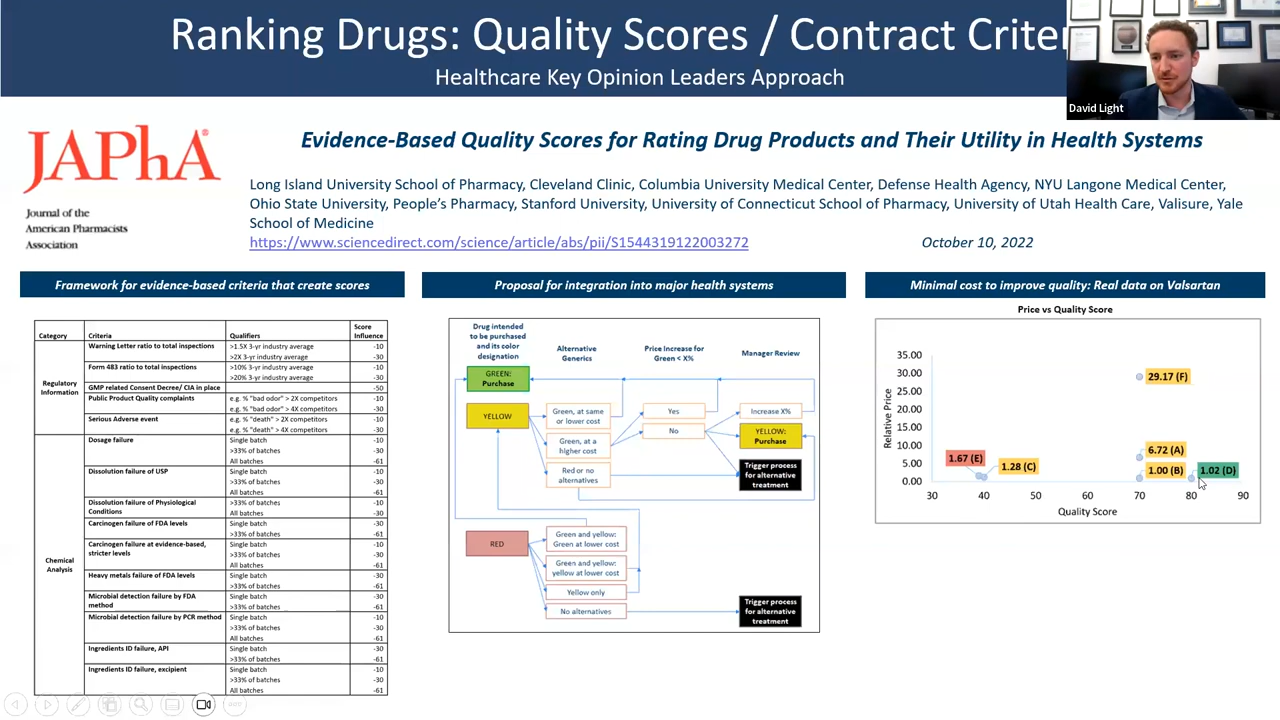 Ranking Drugs: Quality Scores / Contract Criter
Healthcare Key Opinion Leaders Approach
David Light
JAPhA®
Journal of the
American Pharmacists
Association
Evidence-Based Quality Scores for Rating Drug Products and Their Utility in Health Systems
Long Island University School of Pharmacy, Cleveland Clinic, Columbia University Medical Center, Defense Health Agency, NYU Langone Medical Center,
Ohio State University, People's Pharmacy, Stanford University, University of Connecticut School of Pharmacy, University of Utah Health Care, Valisure, Yale
School of Medicine
https://www.sciencedirect.com/science/article/abs/pii/S1544319122003272
October 10, 2022
Framework for evidence-based criteria that create scores
Category Criteria Qualifiers Score Influence
Regulatory Information
Warning Letter ratio to total inspections >1.5X 3-yr industry average -10
>2X 3-yr industry average -30
Form 483 ratio to total inspections >10% 3-yr industry average -10
>20% 3-yr industry average -30
GMP related Consent Decree/ CIA in place -50
Public Product Quality complaints e.g. % "bad odor" > 2X competitors -10
e.g. % "bad odor" > 4X competitors -30
Serious Adverse event e.g. % "death" > 2X competitors -10
e.g. % "death" > 4X competitors -30
Chemical Analysis
Dosage failure Single batch -10
>33% of batches -30
All batches -61
Dissolution failure of USP Single batch -10
>33% of batches -30
All batches -61
Dissolution failure of Physiological Conditions >33% of batches -10
All batches -30
Carcinogen failure of FDA levels Single batch -30
>33% of batches -61
Carcinogen failure at evidence-based, stricter levels Single batch -10
>33% of batches -30
All batches -61
Heavy metals failure of FDA levels Single batch -30
>33% of batches -61
Microbial detection failure by FDA method Single batch -30
>33% of batches -61
Microbial detection failure by PCR method Single batch -10
>33% of batches -30
All batches -61
Ingredients ID failure, API Single batch -30
>33% of batches -61
Ingredients ID failure, excipient Single batch -10
>33% of batches -30
All batches -61
Proposal for integration into major health systems
Drug intended
to be purchased
and its color
designation
Alternative
Generics
Price Increase for
Green < X%
Manager Review
GREEN:
Purchase
YELLOW
Green, at same
or lower cost
Yes
Increase X%
Green, at a
higher cost
No
YELLOW:
Purchase
Red or no
alternatives
Trigger process
for alternative
treatment
RED
Green and yellow:
Green at lower cost
Green and yellow:
yellow at lower cost
Yellow only
No alternatives
Trigger process
for alternative
treatment
Minimal cost to improve quality: Real data on Valsartan
Price vs Quality Score
Relative Price
35.00
30.00
25.00
20.00
15.00
10.00
5.00
0.00
29.17 (F)
6.72 (A)
1.67 (E)
1.28 (C)
1.00 (B)
1.02 (D)
30 40 50 60 70 80 90
Quality Score